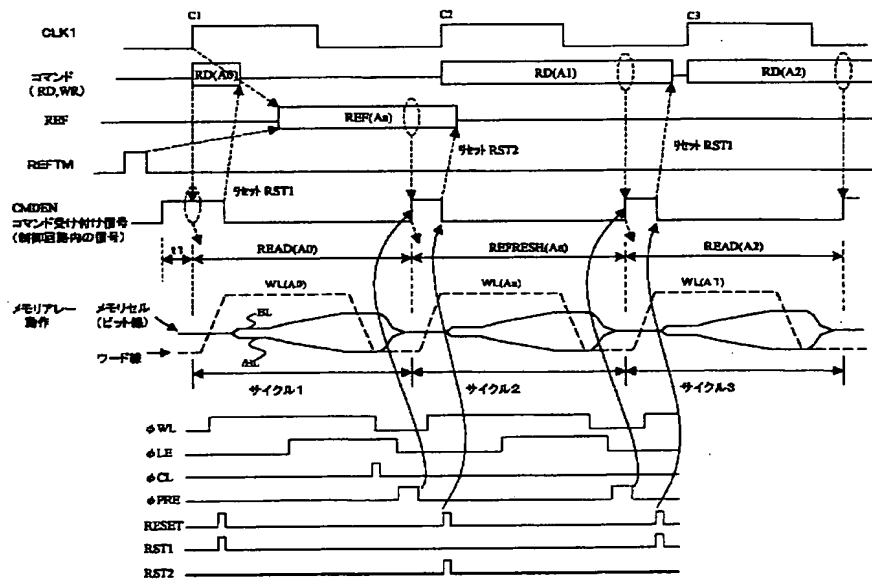 C1 C2 C3
CLK1
コマンド
(RD,WR)
RD(A0) RD(A1) RD(A2)
REF
REF(Aa)
REFTM
リセット RST1
リセット RST2
リセット RST1
CMDEN
コマンド受け付け信号
(制御回路内の信号)
t1
READ(A0) REFRESH(Aa) READ(A2)
WL(A0) WL(Aa) WL(A1)
メモリアレー
動作
メモリセル
(ビット線)
BL
/BL
ワード線
サイクル1 サイクル2 サイクル3
φWL
φLE
φCL
φPRE
RESET
RST1
RST2